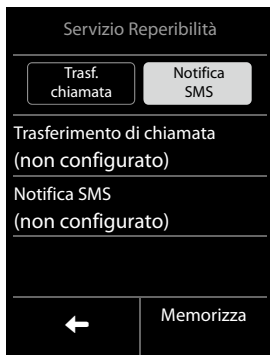 Servizio Reperibilità
Trasf.
chiamata
Notifica
SMS
Trasferimento di chiamata
(non configurato)
Notifica SMS
(non configurato)
Memorizza